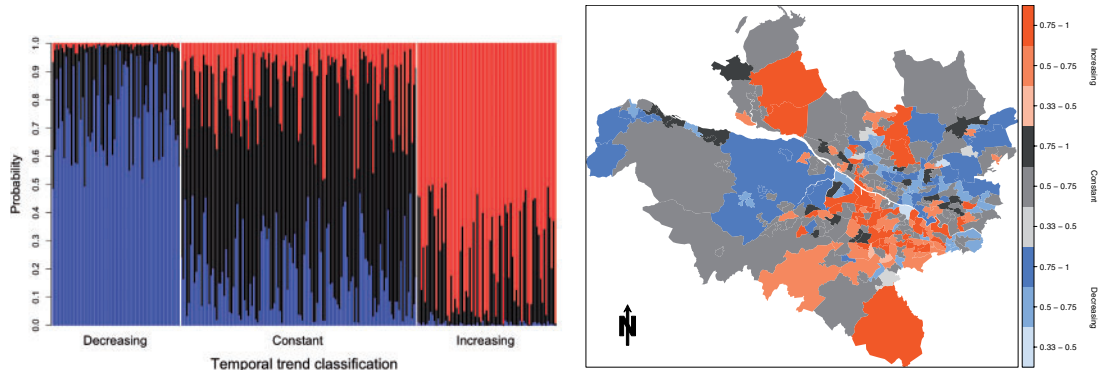 1.0
0.9
0.8
0.7
0.6
0.5
0.4
0.3
0.2
0.1
0.0
Probability
Decreasing
Constant
Increasing
Temporal trend classification
N
0.75 – 1
0.5 – 0.75
0.33 – 0.5
0.75 – 1
0.5 – 0.75
0.33 – 0.5
0.75 – 1
0.5 – 0.75
0.33 – 0.5
Increasing
Constant
Decreasing